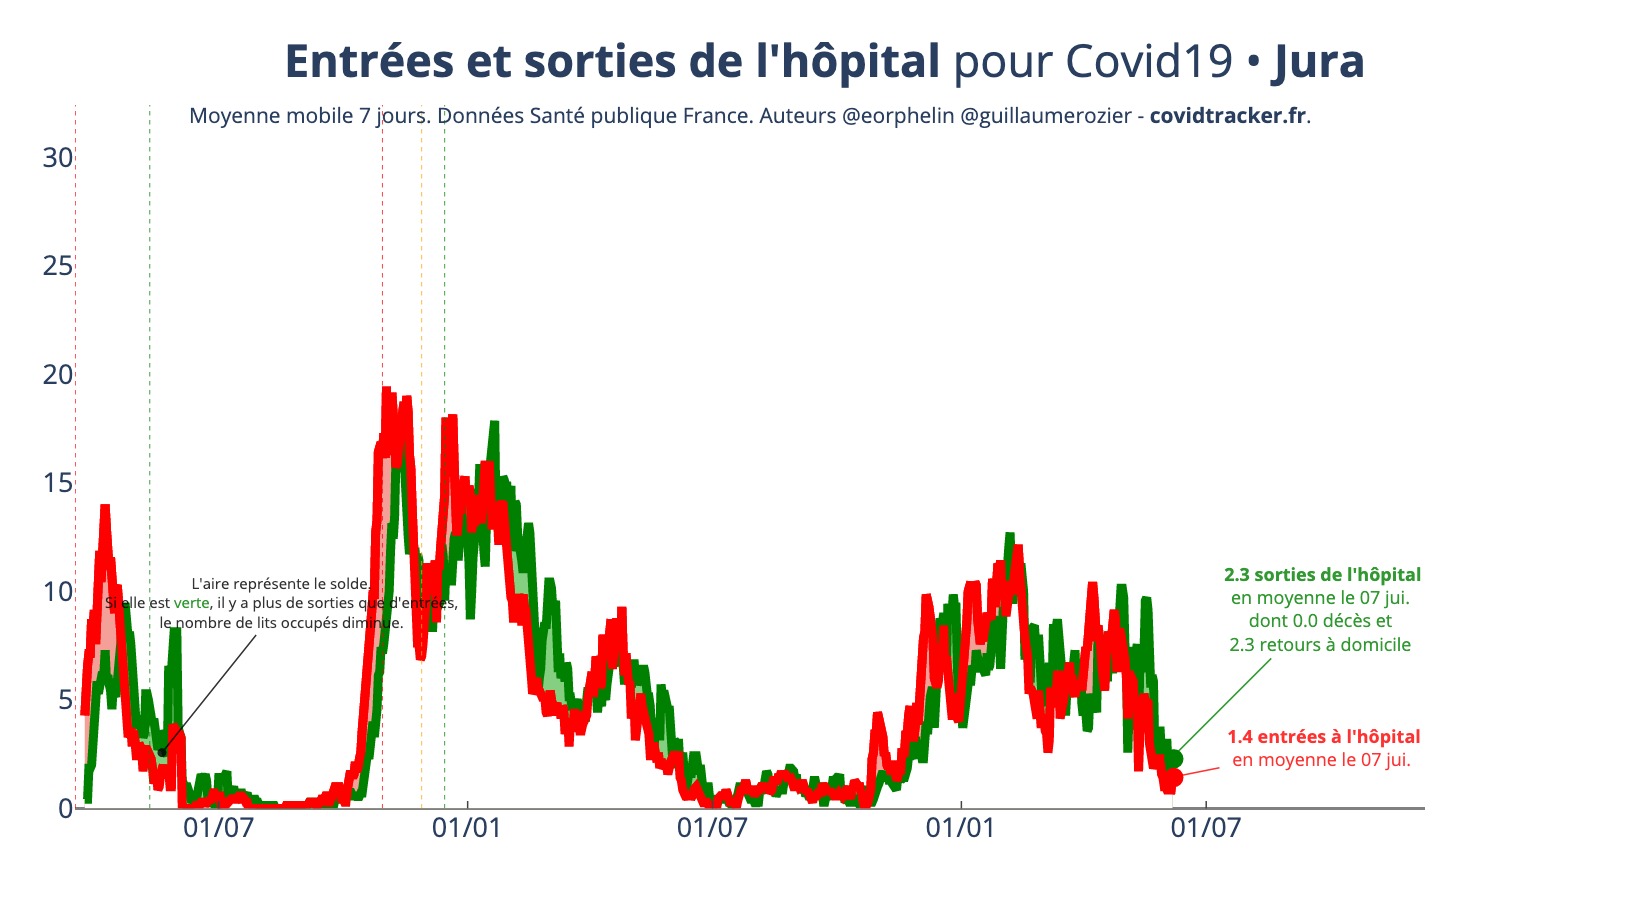 Entrées et sorties de l'hôpital pour Covid19 • Jura
Moyenne mobile 7 jours. Données Santé publique France. Auteurs @eorphelin @guillaumerozier - covidtracker.fr.
30
25
20
15
10
5
0
L'aire représente le solde.
Si elle est verte, il y a plus de sorties que d'entrées,
le nombre de lits occupés diminue.
2.3 sorties de l'hôpital
en moyenne le 07 jui.
dont 0.0 décès et
2.3 retours à domicile
1.4 entrées à l'hôpital
en moyenne le 07 jui.
01/07
01/01
01/07
01/01
01/07